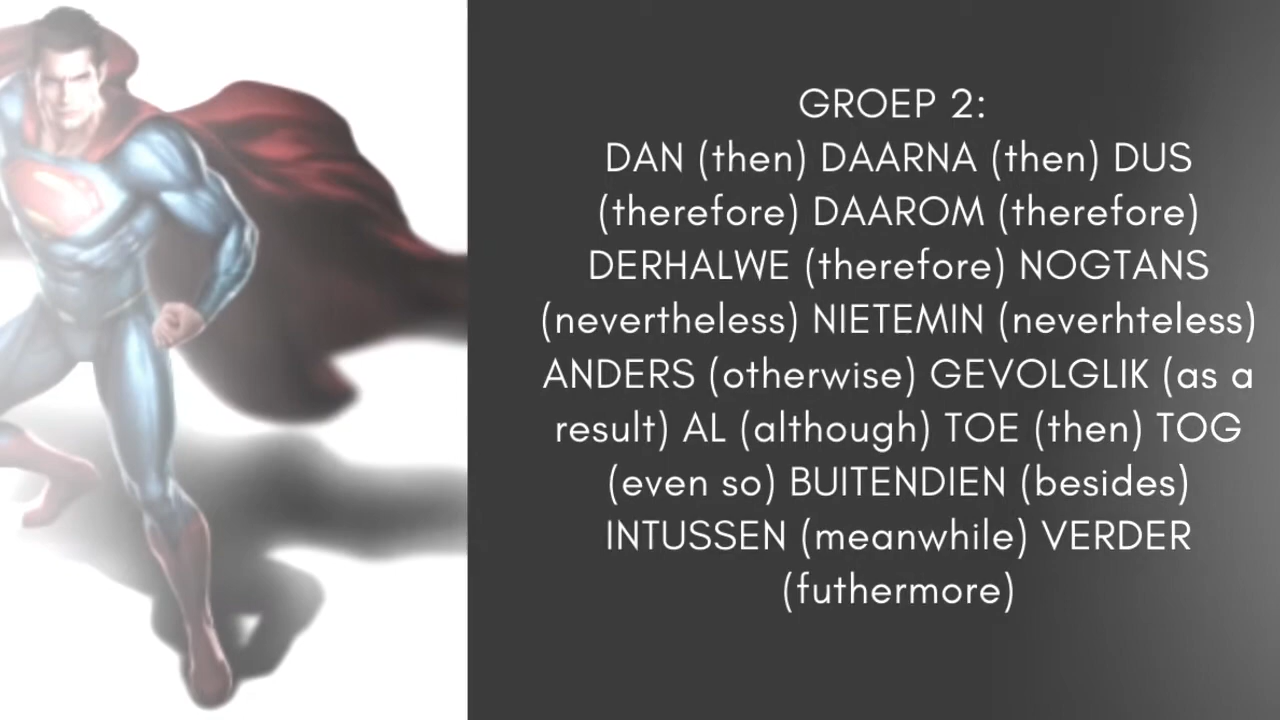 GROEP 2:
DAN (then) DAARNA (then) DUS
(therefore) DAAROM (therefore)
DERHALWE (therefore) NOGTANS
(nevertheless) NIETEMIN (neverhteless)
ANDERS (otherwise) GEVOLGLIK (as a
result) AL (although) TOE (then) TOG
(even so) BUITENDIEN (besides)
INTUSSEN (meanwhile) VERDER
(futhermore)